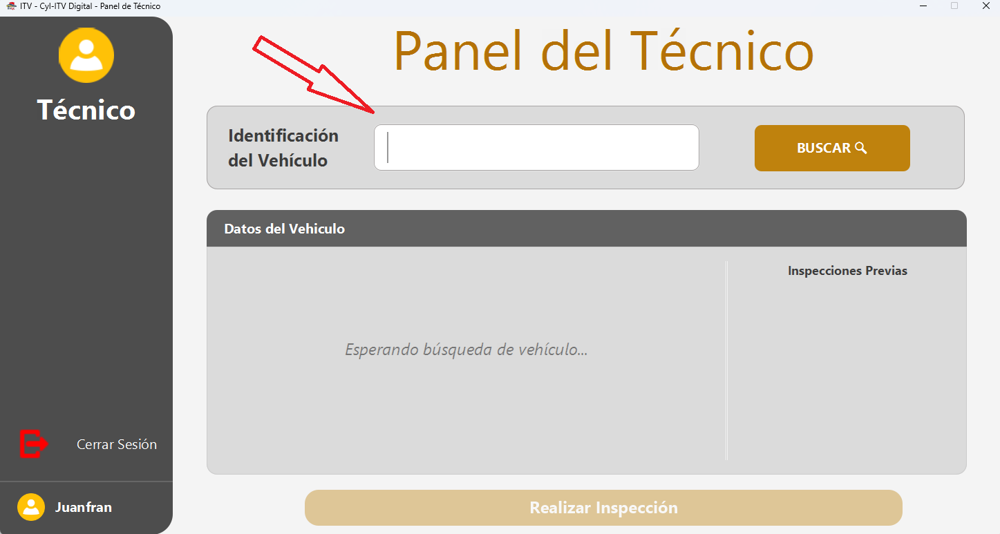 ITV - Cyl-ITV Digital - Panel de Técnico
Técnico
Panel del Técnico
Identificación
del Vehículo
BUSCAR
Datos del Vehiculo
Inspecciones Previas
Esperando búsqueda de vehículo...
Cerrar Sesión
Juanfran
Realizar Inspección